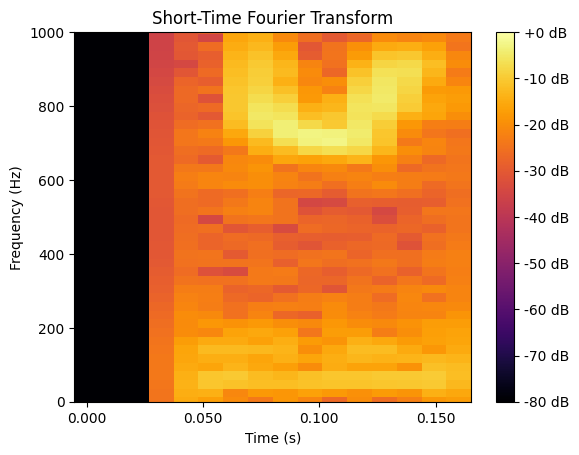 Short-Time Fourier Transform
1000
800
600
400
200
0
Frequency (Hz)
0.000
0.050
0.100
0.150
Time (s)
+0 dB
-10 dB
-20 dB
-30 dB
-40 dB
-50 dB
-60 dB
-70 dB
-80 dB